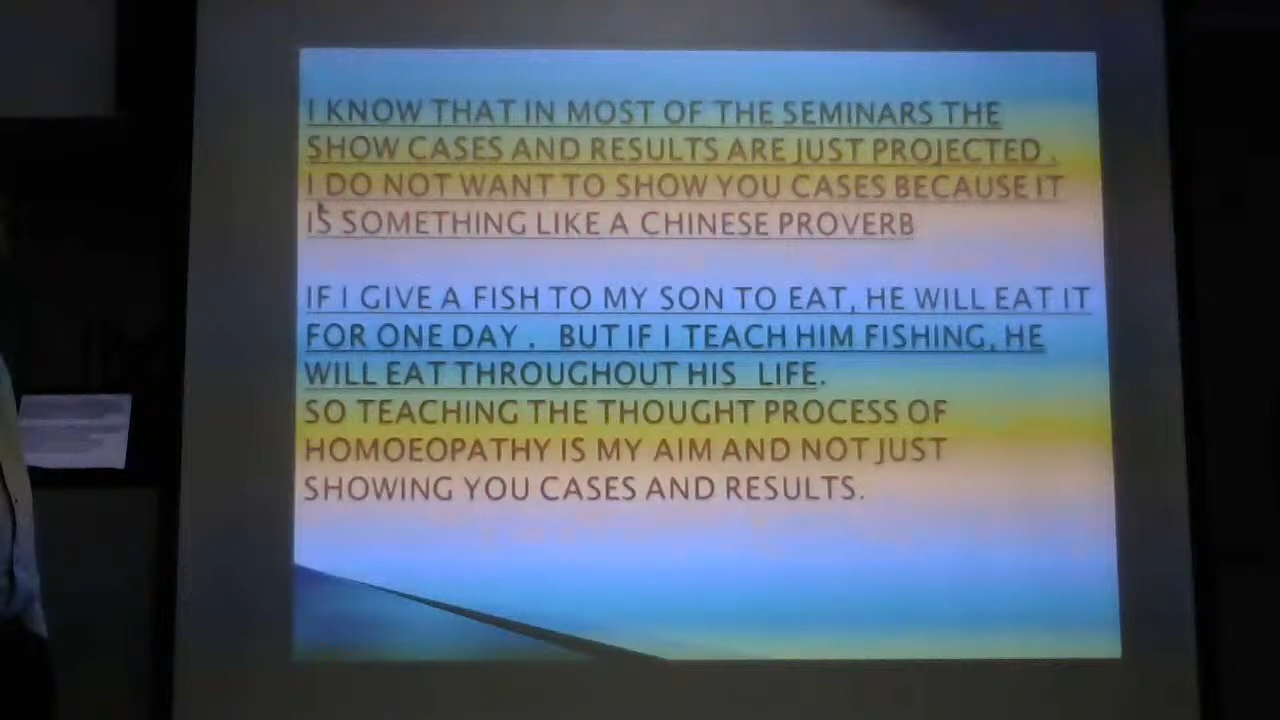 I KNOW THAT IN MOST OF THE SEMINARS THE
SHOW CASES AND RESULTS ARE JUST PROJECTED .
I DO NOT WANT TO SHOW YOU CASES BECAUSE IT
IS SOMETHING LIKE A CHINESE PROVERB
IF I GIVE A FISH TO MY SON TO EAT, HE WILL EAT IT
FOR ONE DAY . BUT IF I TEACH HIM FISHING, HE
WILL EAT THROUGHOUT HIS LIFE.
SO TEACHING THE THOUGHT PROCESS OF
HOMOEOPATHY IS MY AIM AND NOT JUST
SHOWING YOU CASES AND RESULTS.